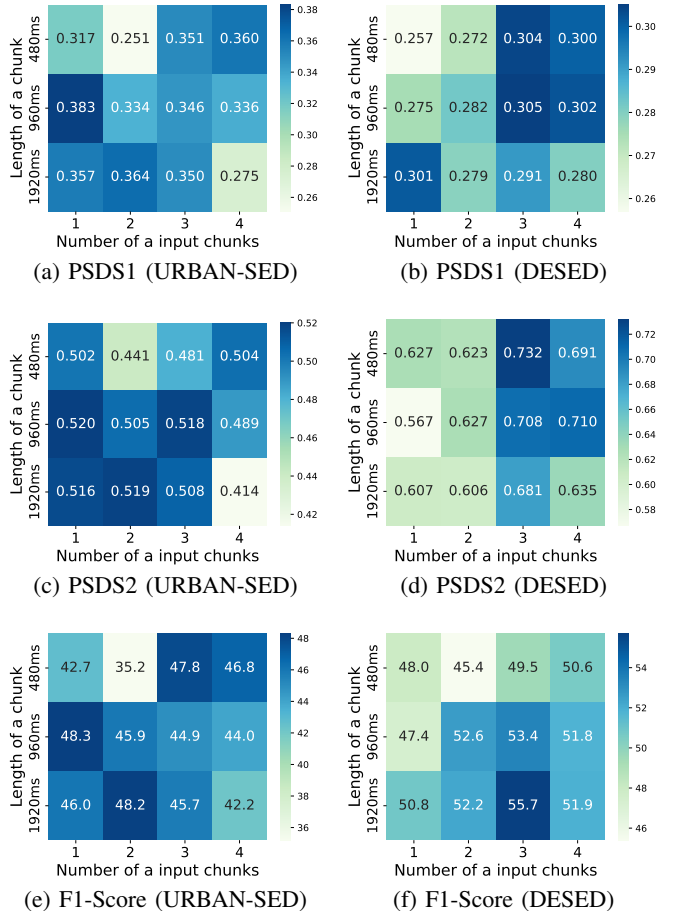 0.317 0.251 0.351 0.360
0.383 0.334 0.346 0.336
0.357 0.364 0.350 0.275
480ms
960ms
1920ms
Length of a chunk
1 2 3 4
Number of a input chunks
0.38
0.36
0.34
0.32
0.30
0.28
0.26
(a) PSDS1 (URBAN-SED)
0.257 0.272 0.304 0.300
0.275 0.282 0.305 0.302
0.301 0.279 0.291 0.280
480ms
960ms
1920ms
Length of a chunk
1 2 3 4
Number of a input chunks
0.30
0.29
0.28
0.27
0.26
(b) PSDS1 (DESED)
0.502 0.441 0.481 0.504
0.520 0.505 0.518 0.489
0.516 0.519 0.508 0.414
480ms
960ms
1920ms
Length of a chunk
1 2 3 4
Number of a input chunks
0.52
0.50
0.48
0.46
0.44
0.42
(c) PSDS2 (URBAN-SED)
0.627 0.623 0.732 0.691
0.567 0.627 0.708 0.710
0.607 0.606 0.681 0.635
480ms
960ms
1920ms
Length of a chunk
1 2 3 4
Number of a input chunks
0.72
0.70
0.68
0.66
0.64
0.62
0.60
0.58
(d) PSDS2 (DESED)
42.7 35.2 47.8 46.8
48.3 45.9 44.9 44.0
46.0 48.2 45.7 42.2
480ms
960ms
1920ms
Length of a chunk
1 2 3 4
Number of a input chunks
48
46
44
42
40
38
36
(e) F1-Score (URBAN-SED)
48.0 45.4 49.5 50.6
47.4 52.6 53.4 51.8
50.8 52.2 55.7 51.9
480ms
960ms
1920ms
Length of a chunk
1 2 3 4
Number of a input chunks
54
52
50
48
46
(f) F1-Score (DESED)